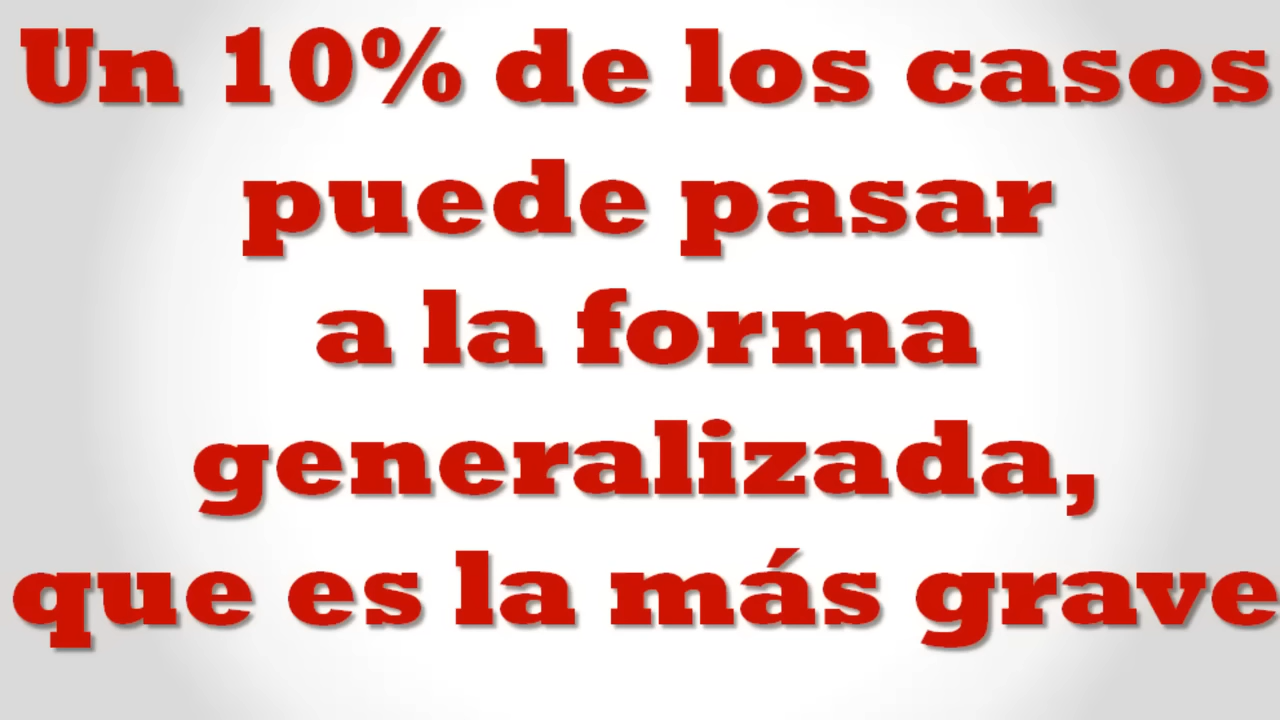 Un 10% de los casos
puede pasar
a la forma
generalizada,
que es la más grave